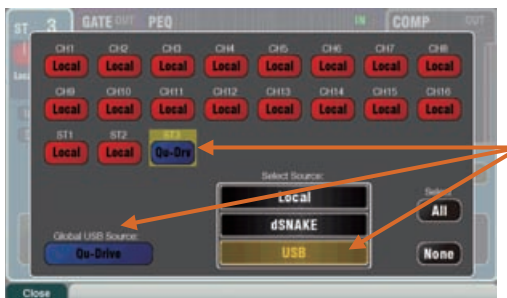 ST 3 GATE OUT PEQ IN COMP OUT
CH1 CH2 CH3 CH4 CH5 CH6 CH7 CH8
Local Local Local Local Local Local Local Local
CH9 CH10 CH11 CH12 CH13 CH14 CH15 CH16
Local Local Local Local Local Local Local Local
ST1 ST2 ST3
Local Local Qu-Drv
Select Source:
Local
dSNAKE
USB
Select
All
None
Global USB Source:
Qu-Drive
Close